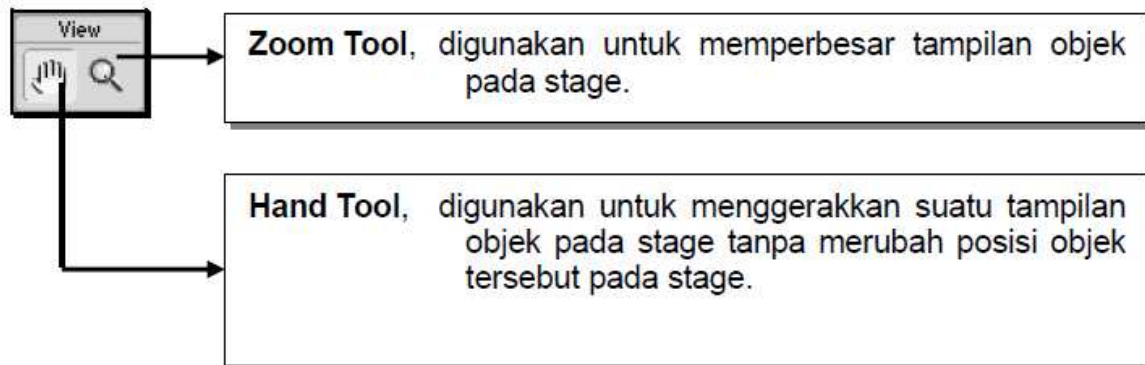 View
Zoom Tool, digunakan untuk memperbesar tampilan objek
pada stage.
Hand Tool, digunakan untuk menggerakkan suatu tampilan
objek pada stage tanpa merubah posisi objek
tersebut pada stage.